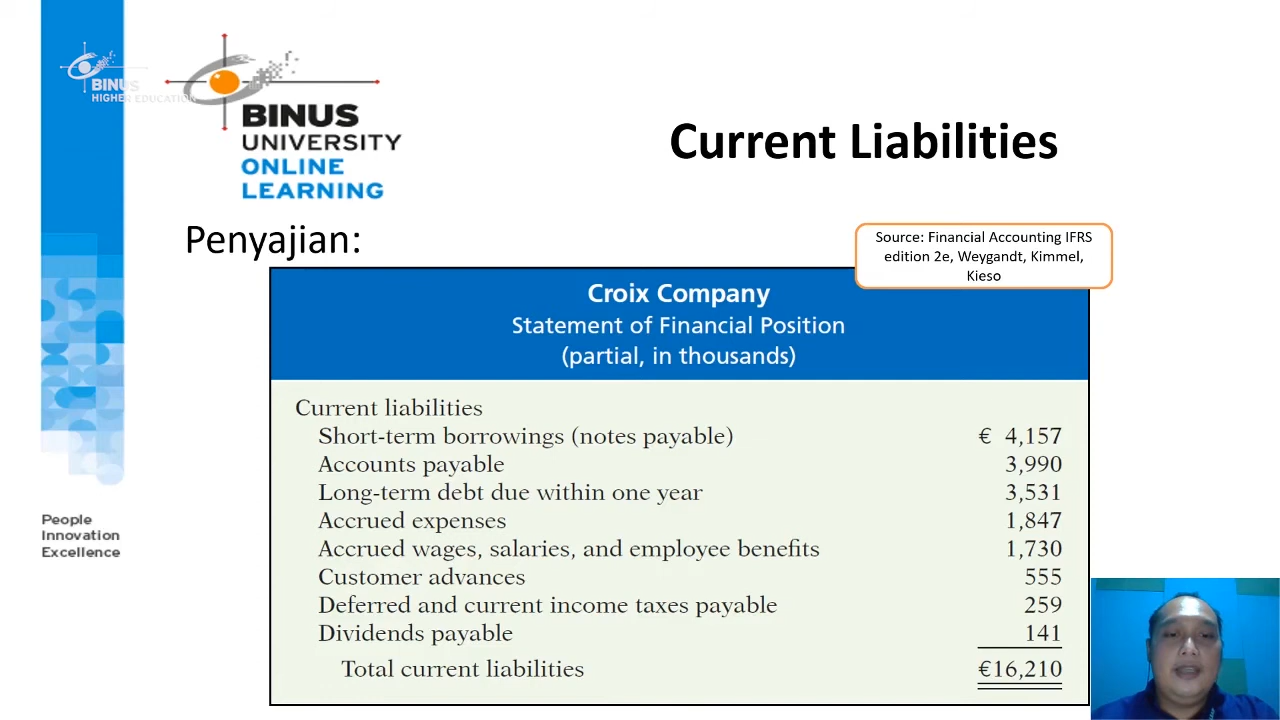 BINUS
HIGHER EDUCATION
BINUS
UNIVERSITY
ONLINE
LEARNING
Current Liabilities
Penyajian:
Source: Financial Accounting IFRS
edition 2e, Weygandt, Kimmel,
Kieso
Croix Company
Statement of Financial Position
(partial, in thousands)
Current liabilities
Short-term borrowings (notes payable) € 4,157
Accounts payable 3,990
Long-term debt due within one year 3,531
Accrued expenses 1,847
Accrued wages, salaries, and employee benefits 1,730
Customer advances 555
Deferred and current income taxes payable 259
Dividends payable 141
Total current liabilities €16,210
People
Innovation
Excellence